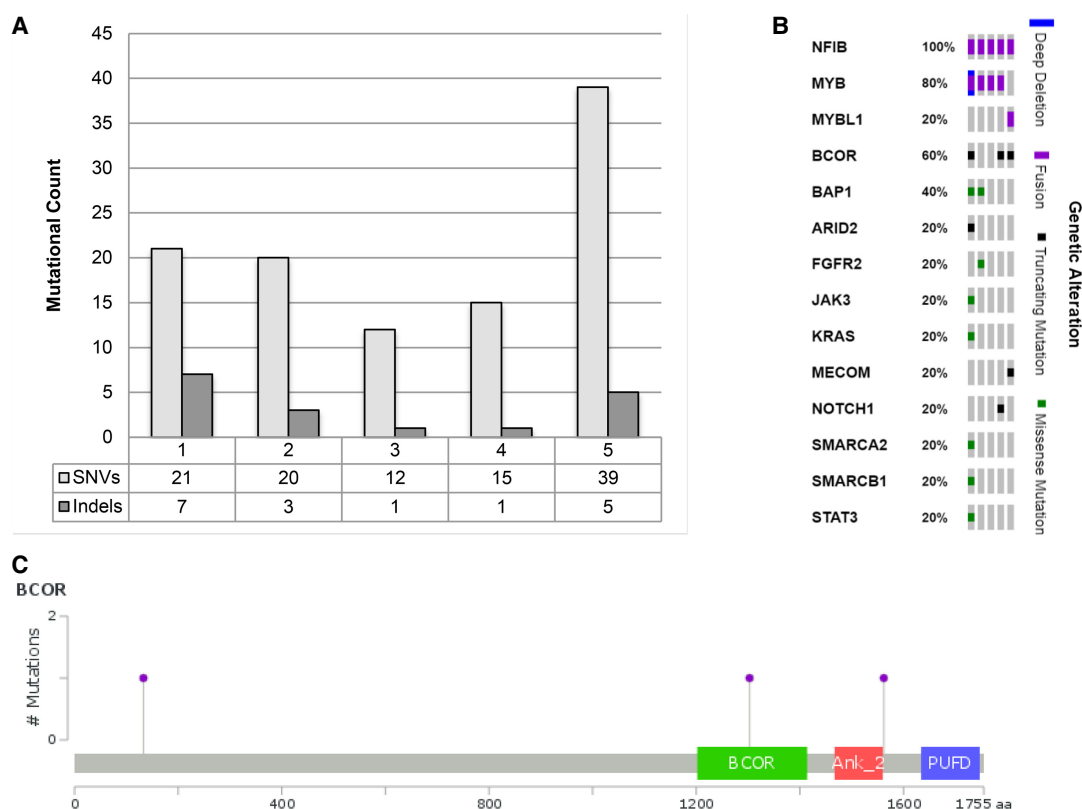 A
45
40
35
30
25
20
15
10
5
0
Mutational Count
1 2 3 4 5
SNVs 21 20 12 15 39
Indels 7 3 1 1 5
B
NFIB 100%
MYB 80%
MYBL1 20%
BCOR 60%
BAP1 40%
ARID2 20%
FGFR2 20%
JAK3 20%
KRAS 20%
MECOM 20%
NOTCH1 20%
SMARCA2 20%
SMARCB1 20%
STAT3 20%
Deep Deletion
Fusion
Truncating Mutation
Missense Mutation
Genetic Alteration
C
BCOR
2
0
# Mutations
BCOR Ank_2 PUFD
0 400 800 1200 1600 1755 aa